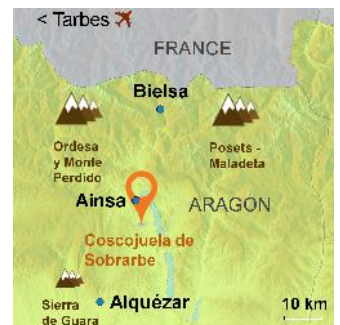 < Tarbes
FRANCE
Bielsa
Ordesa
y Monte
Perdido
Posets -
Maladeta
Ainsa
ARAGON
Coscojuela de
Sobrarbe
Sierra
de Guara
Alquézar
10 km